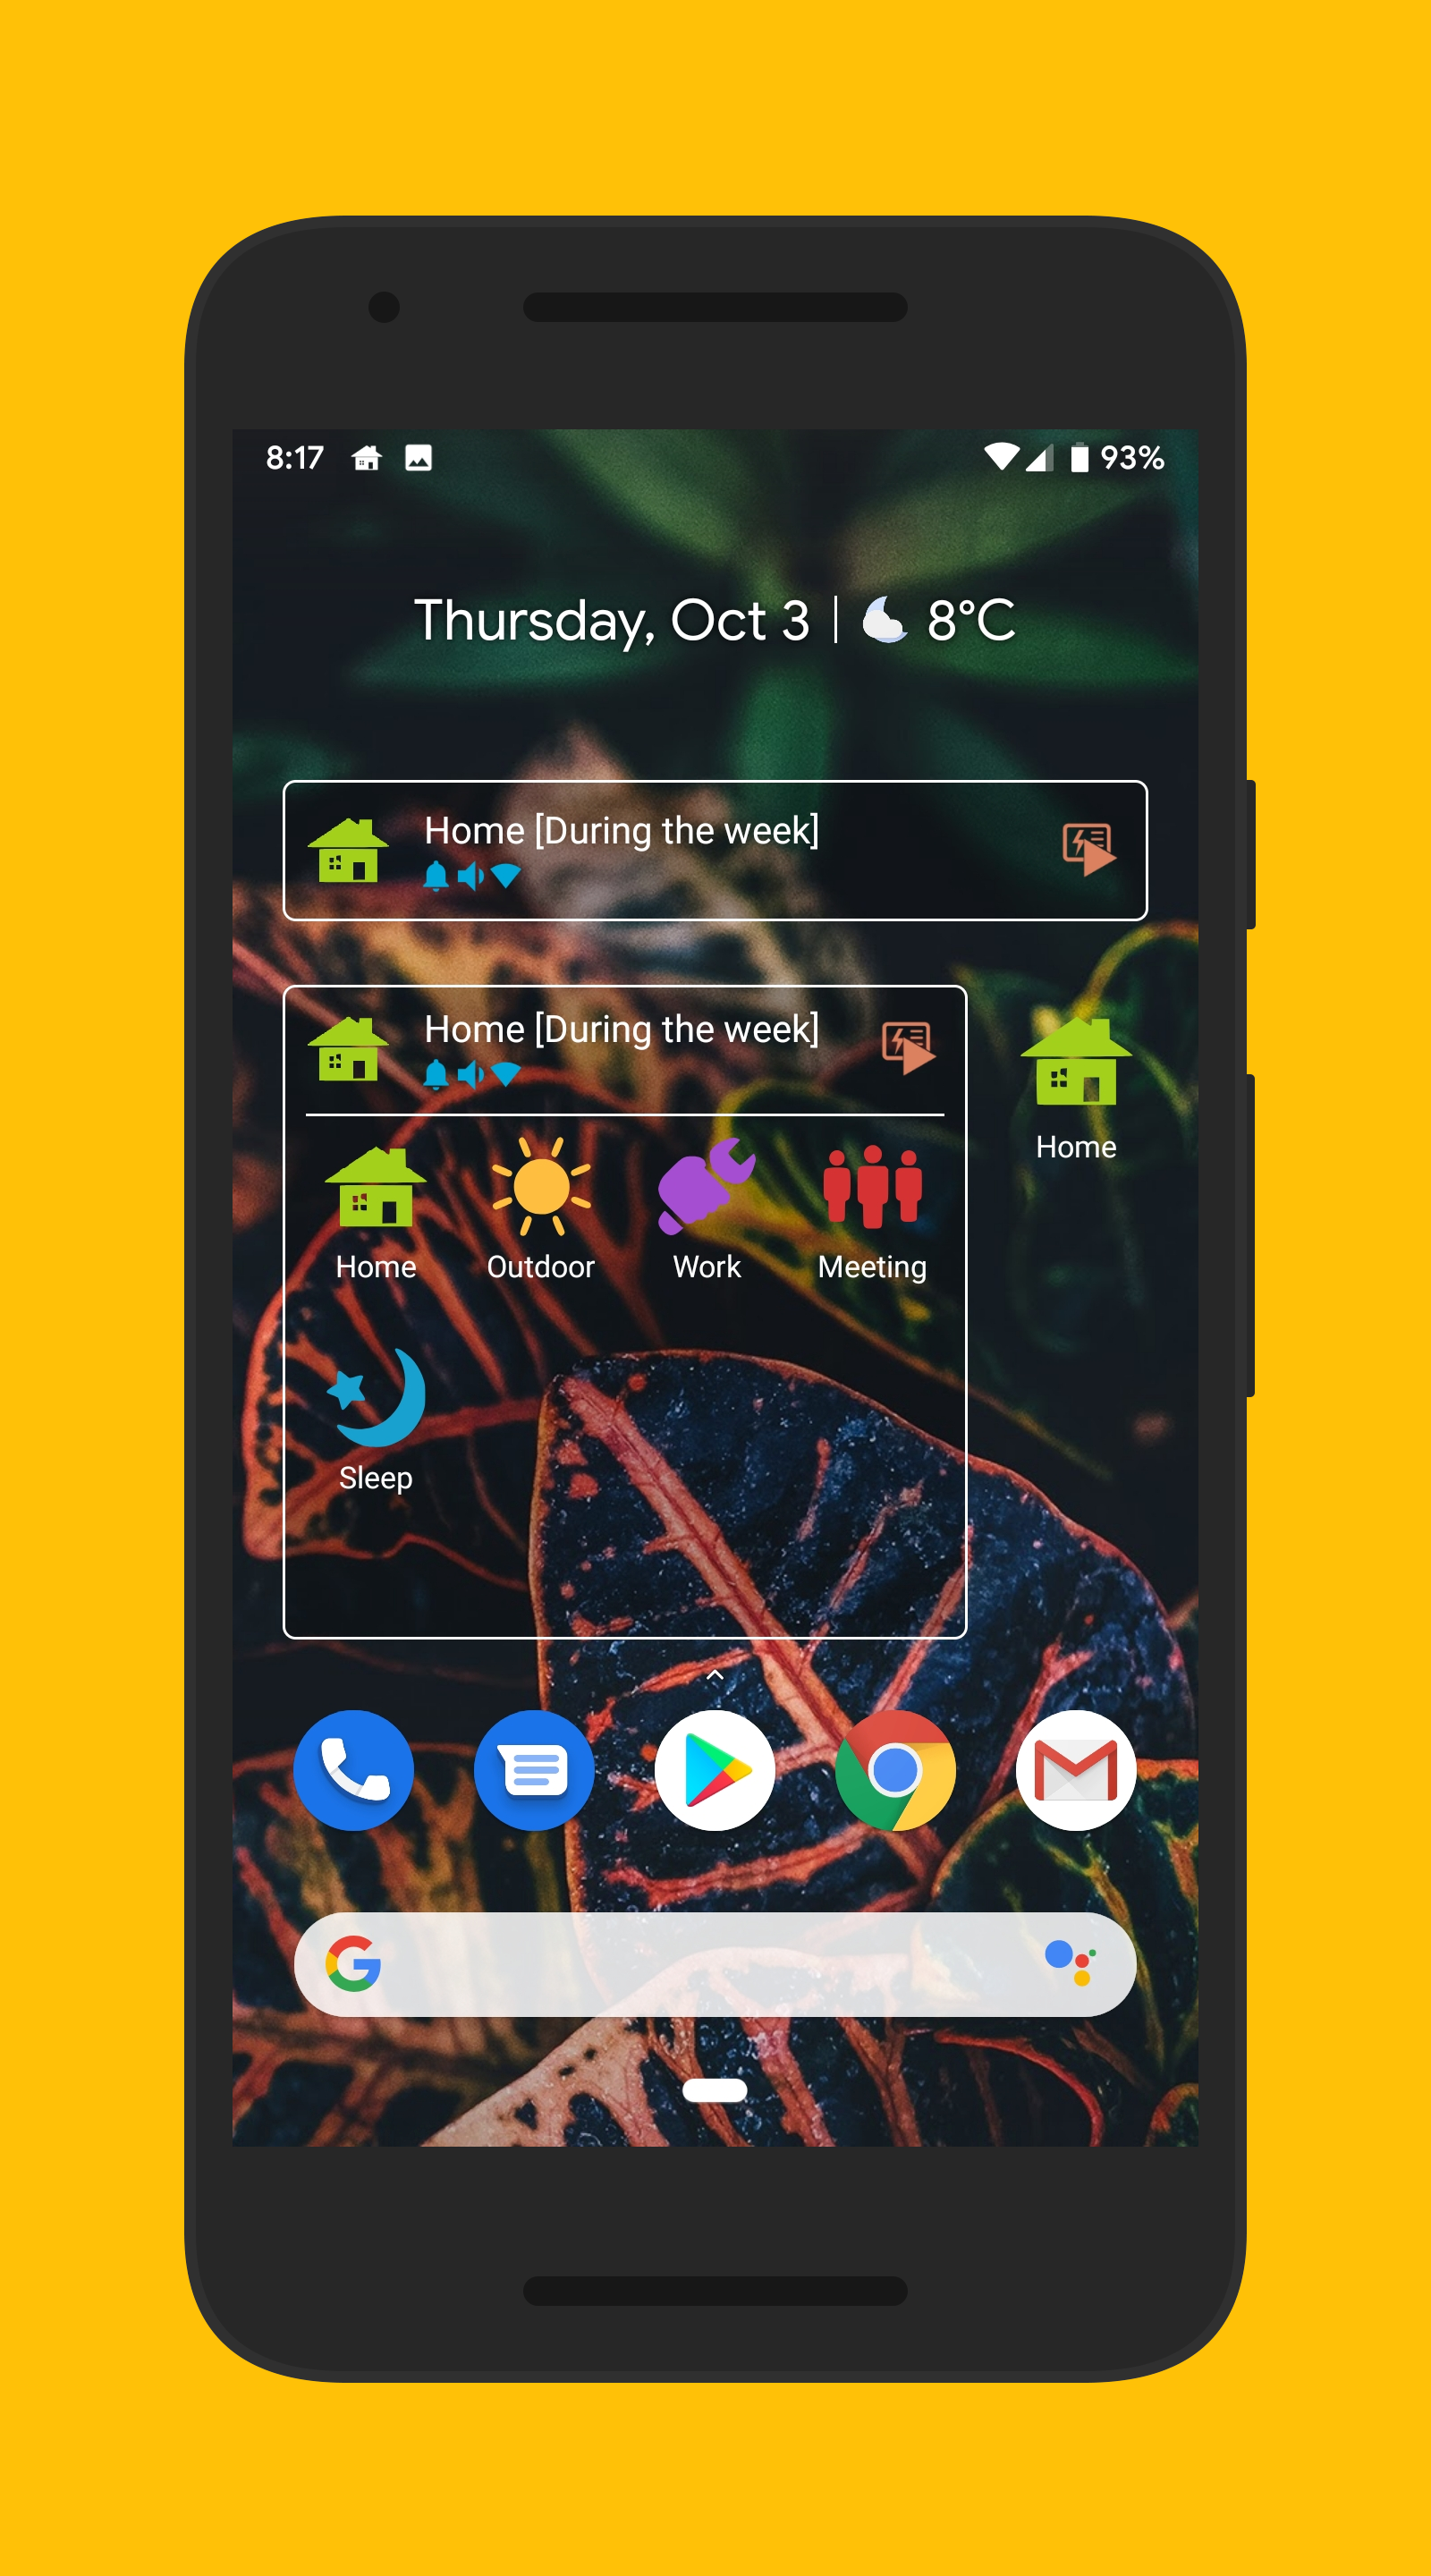 8:17 93%
Thursday, Oct 3 8°C
Home [During the week]
Home [During the week]
Home
Home Outdoor Work Meeting
Sleep